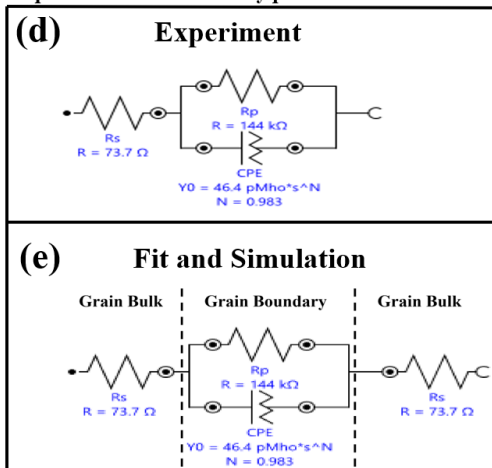 (d) Experiment
Rp
R = 144 kΩ
Rs
R = 73.7 Ω
CPE
Y0 = 46.4 pMho*s^N
N = 0.983
(e) Fit and Simulation
Grain Bulk Grain Boundary Grain Bulk
Rp
R = 144 kΩ
Rs Rs
R = 73.7 Ω R = 73.7 Ω
CPE
Y0 = 46.4 pMho*s^N
N = 0.983